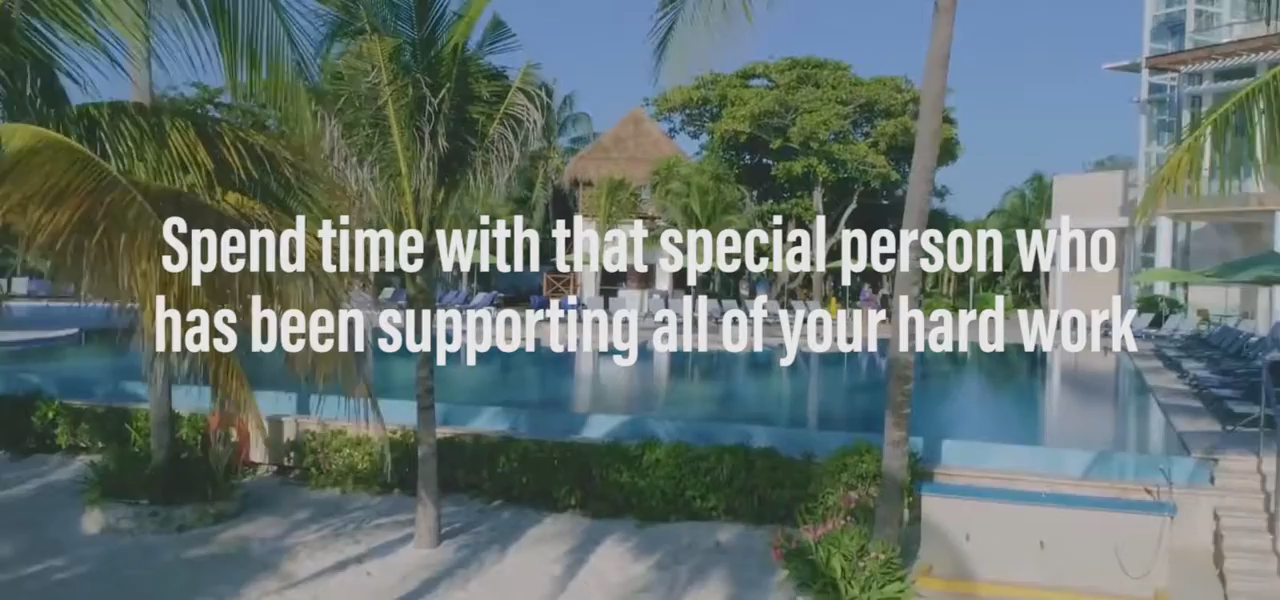 Spend time with that special person who
has been supporting all of your hard work